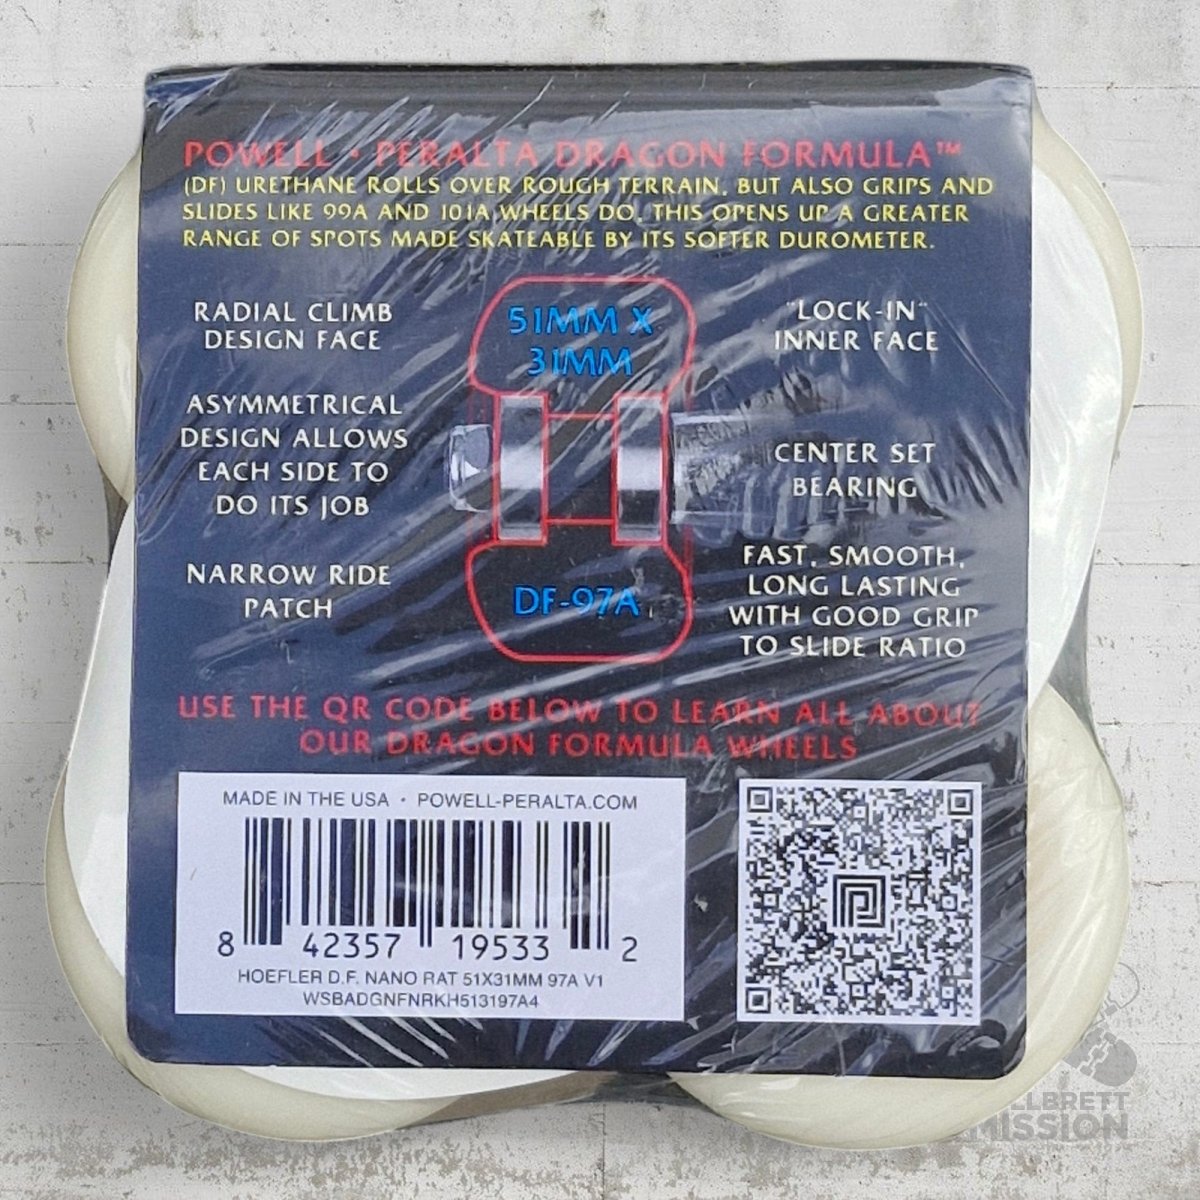 POWELL • PERALTA DRAGON FORMULA™
(DF) URETHANE ROLLS OVER ROUGH TERRAIN, BUT ALSO GRIPS AND
SLIDES LIKE 99A AND 101A WHEELS DO. THIS OPENS UP A GREATER
RANGE OF SPOTS MADE SKATEABLE BY ITS SOFTER DUROMETER.
RADIAL CLIMB
DESIGN FACE
ASYMMETRICAL
DESIGN ALLOWS
EACH SIDE TO
DO ITS JOB
NARROW RIDE
PATCH
51MM X
31MM
DF-97A
"LOCK-IN"
INNER FACE
CENTER SET
BEARING
FAST, SMOOTH,
LONG LASTING
WITH GOOD GRIP
TO SLIDE RATIO
USE THE QR CODE BELOW TO LEARN ALL ABOUT
OUR DRAGON FORMULA WHEELS
MADE IN THE USA • POWELL-PERALTA.COM
8 42357 19533 2
HOEFLER D.F. NANO RAT 51X31MM 97A V1
WSBADGNFNRKH513197A4
MISSION